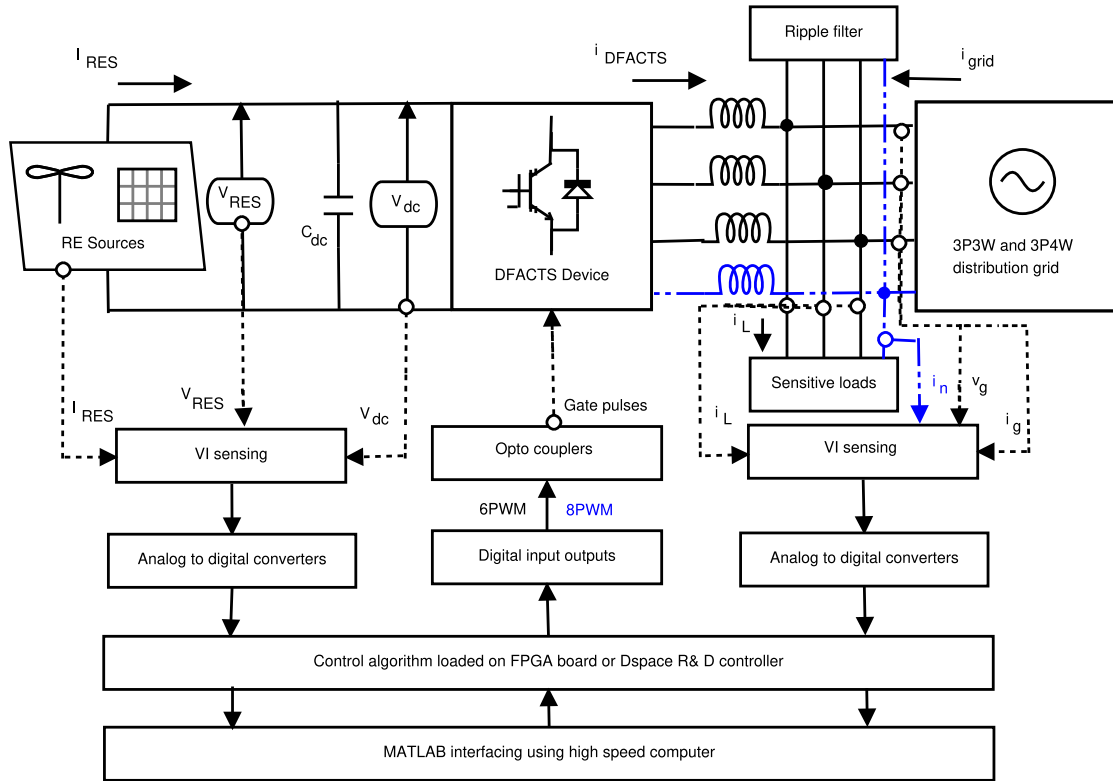 Ripple filter
I RES
i DFACTS
i grid
V RES
V dc
C dc
RE Sources
DFACTS Device
3P3W and 3P4W
distribution grid
i L
Sensitive loads
I RES
V RES
V dc
Gate pulses
i L
i n
v g
i g
VI sensing
Opto couplers
VI sensing
6PWM
8PWM
Analog to digital converters
Digital input outputs
Analog to digital converters
Control algorithm loaded on FPGA board or Dspace R& D controller
MATLAB interfacing using high speed computer